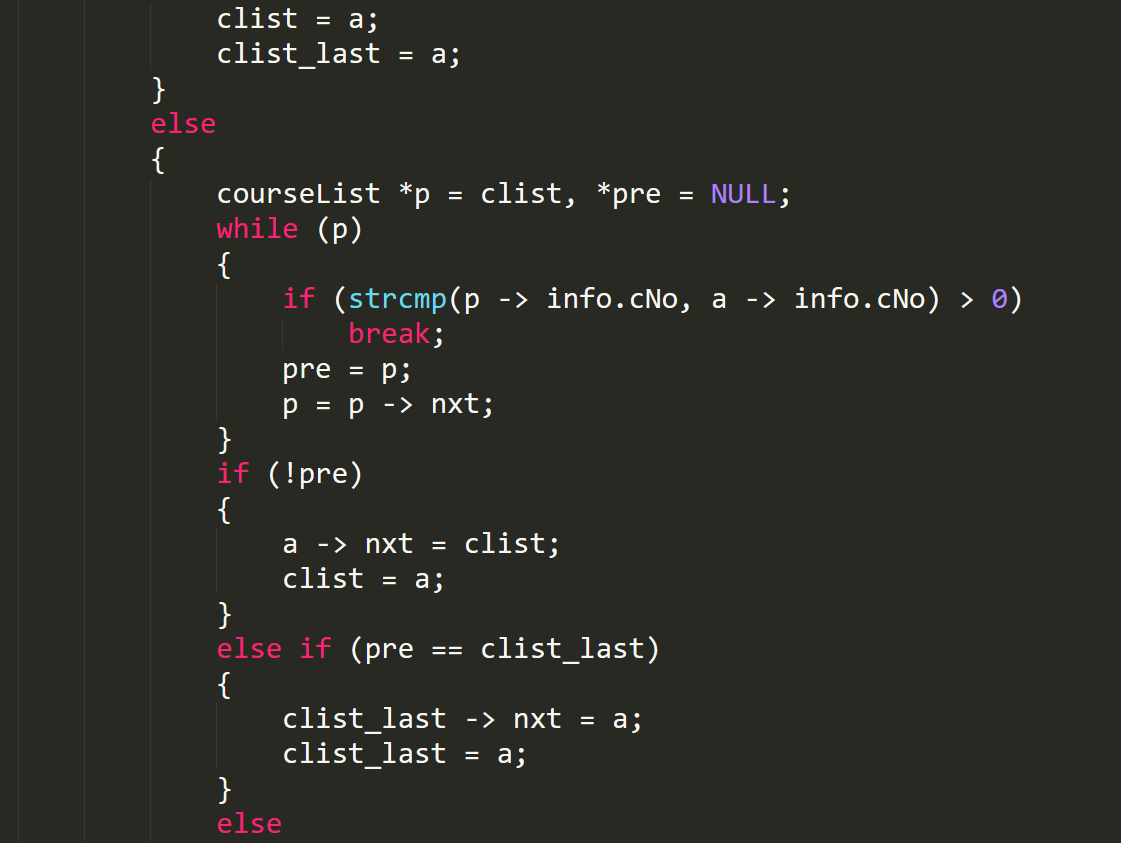 clist = a;
clist_last = a;
}
else
{
courseList *p = clist, *pre = NULL;
while (p)
{
if (strcmp(p -> info.cNo, a -> info.cNo) > 0)
break;
pre = p;
p = p -> nxt;
}
if (!pre)
{
a -> nxt = clist;
clist = a;
}
else if (pre == clist_last)
{
clist_last -> nxt = a;
clist_last = a;
}
else